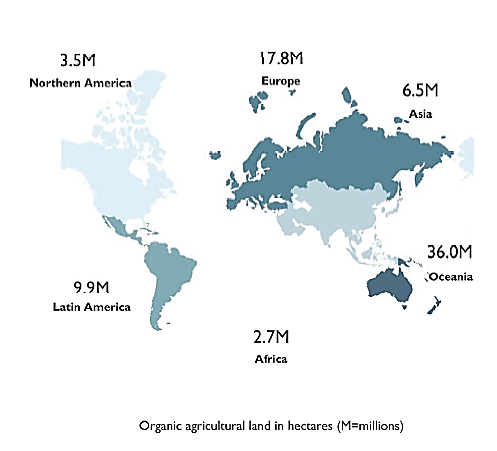 3.5M
Northern America
17.8M
Europe
6.5M
Asia
36.0M
Oceania
9.9M
Latin America
2.7M
Africa
Organic agricultural land in hectares (M=millions)